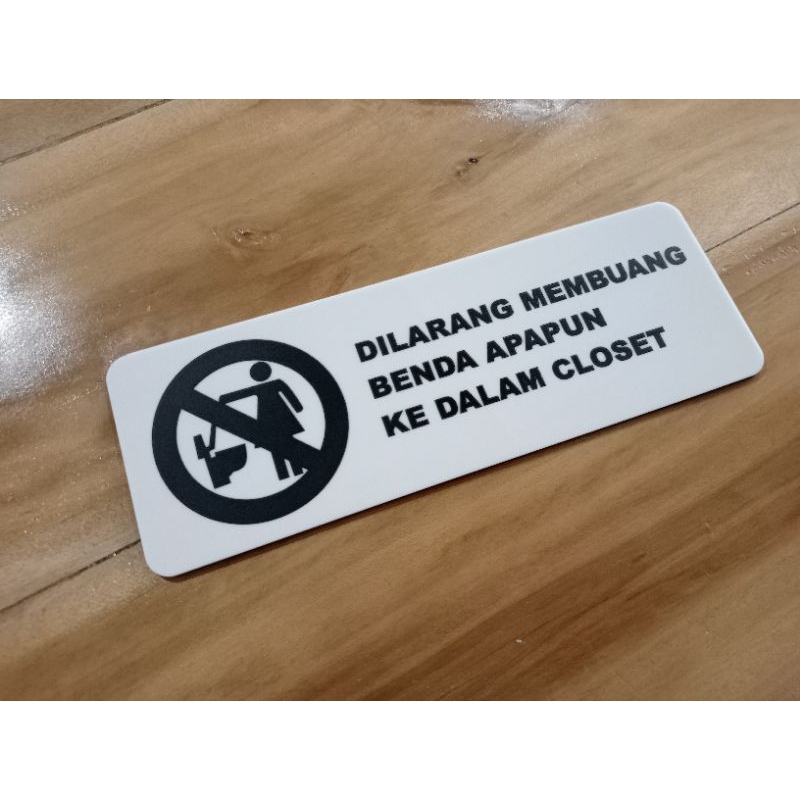 DILARANG MEMBUANG
BENDA APAPUN
KE DALAM CLOSET